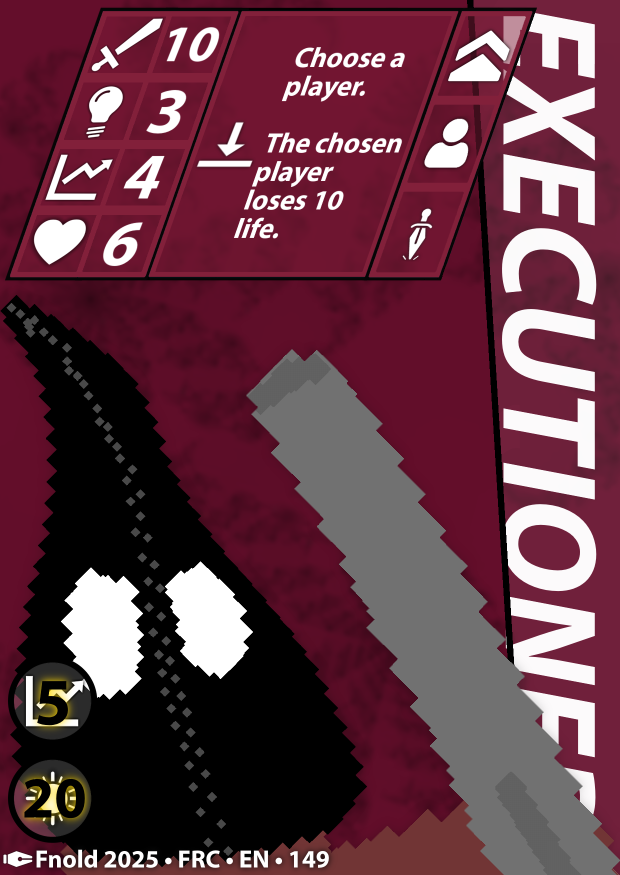 10
3
4
6
Choose a
player.
The chosen
player
loses 10
life.
EXECUTIONER
5
20
Fnold 2025 • FRC • EN • 149